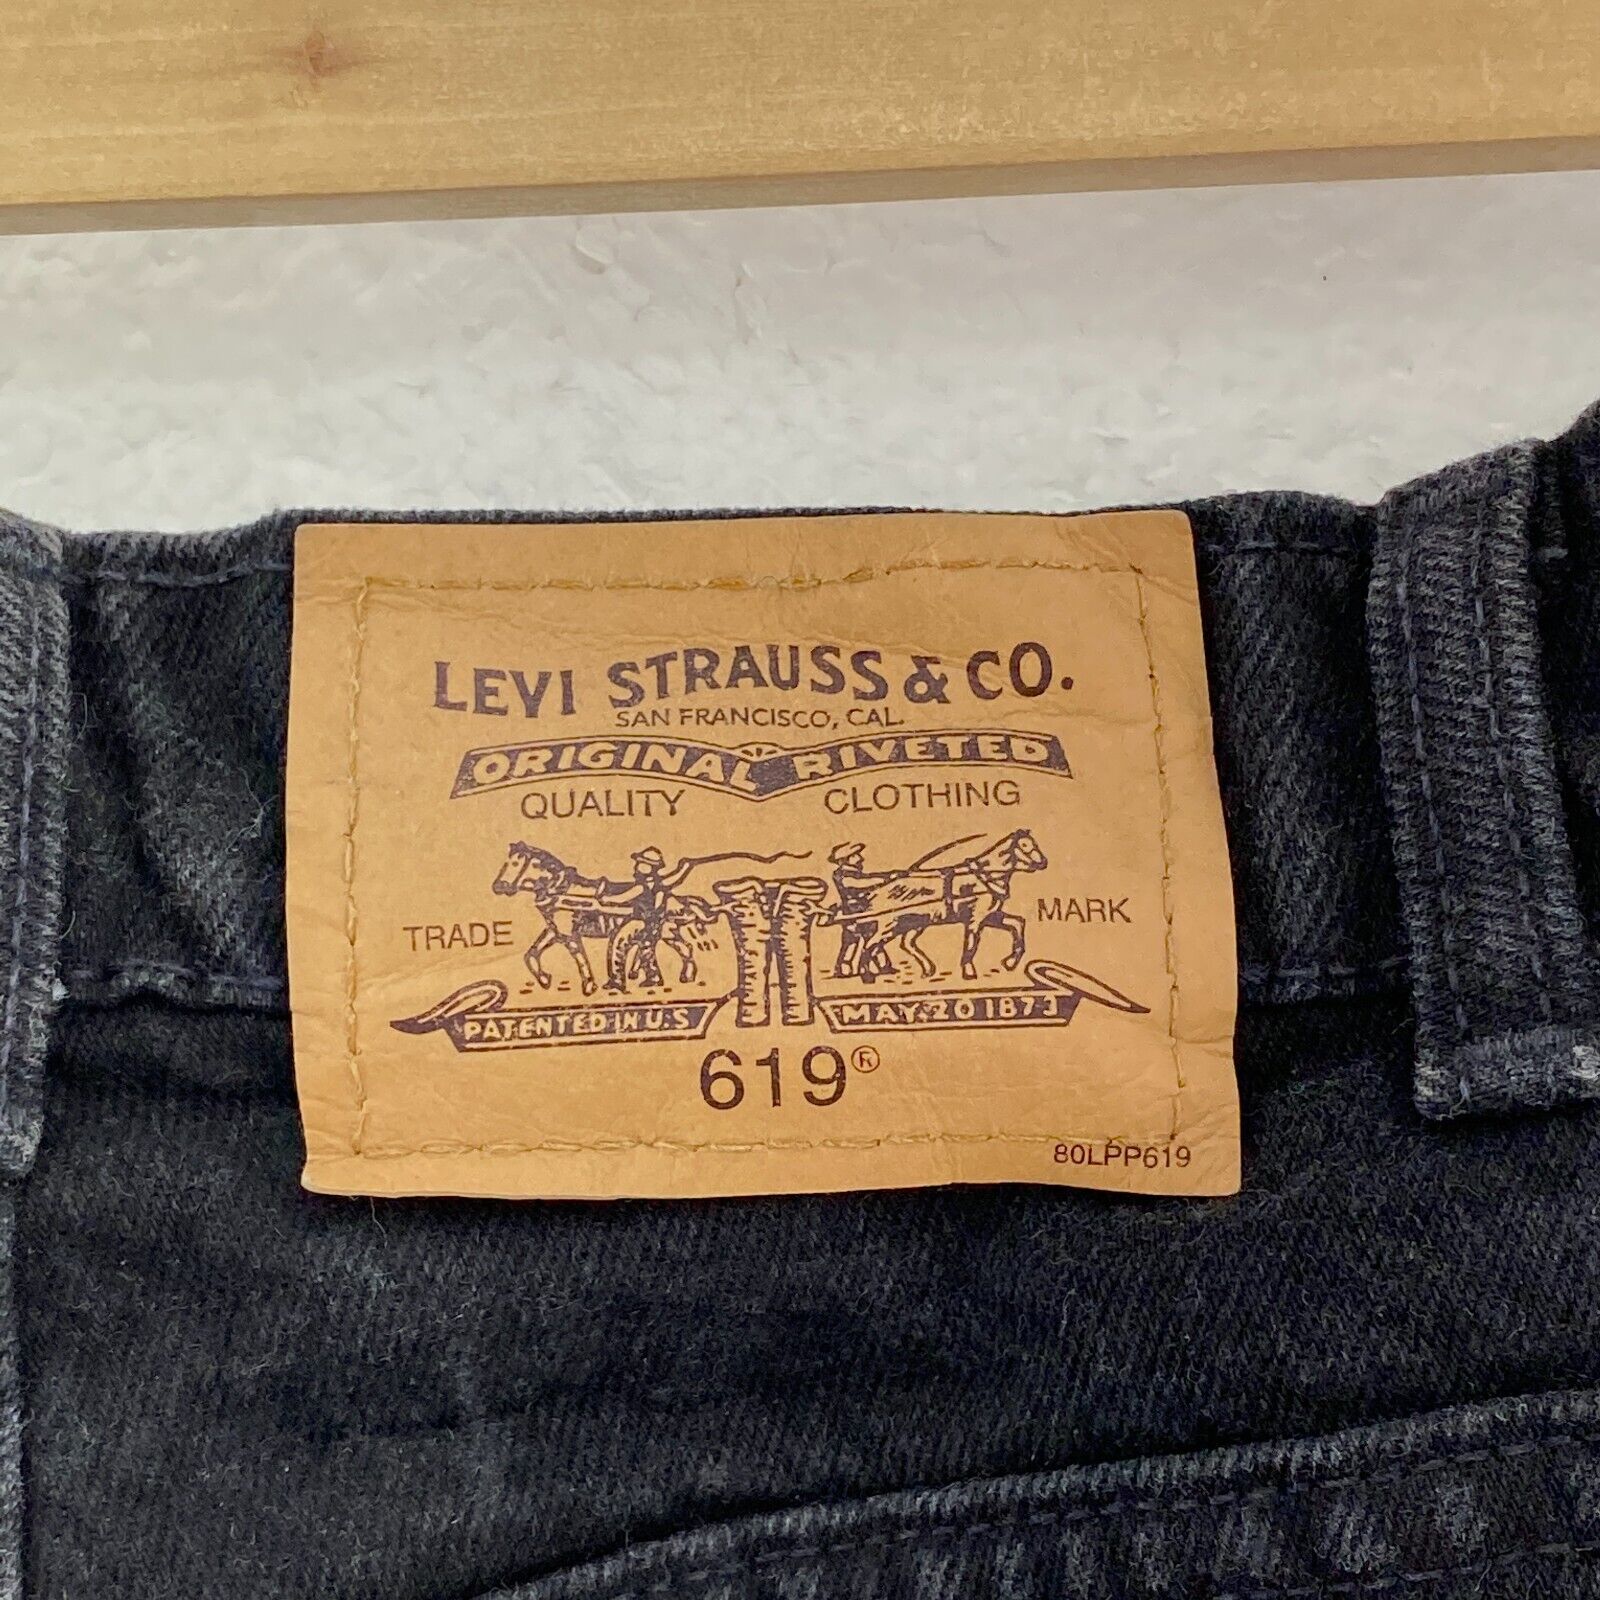 LEVI STRAUSS & CO.
SAN FRANCISCO, CAL.
ORIGINAL RIVETED
QUALITY CLOTHING
TRADE MARK
PATENTED IN U.S MAY 20 1873
619®
80LPP619